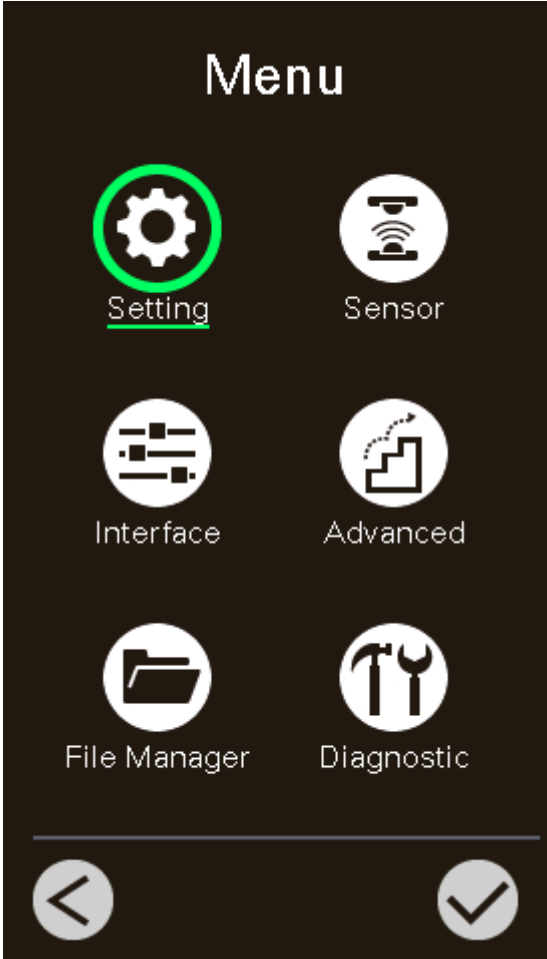 Menu
Setting
Sensor
Interface
Advanced
File Manager
Diagnostic